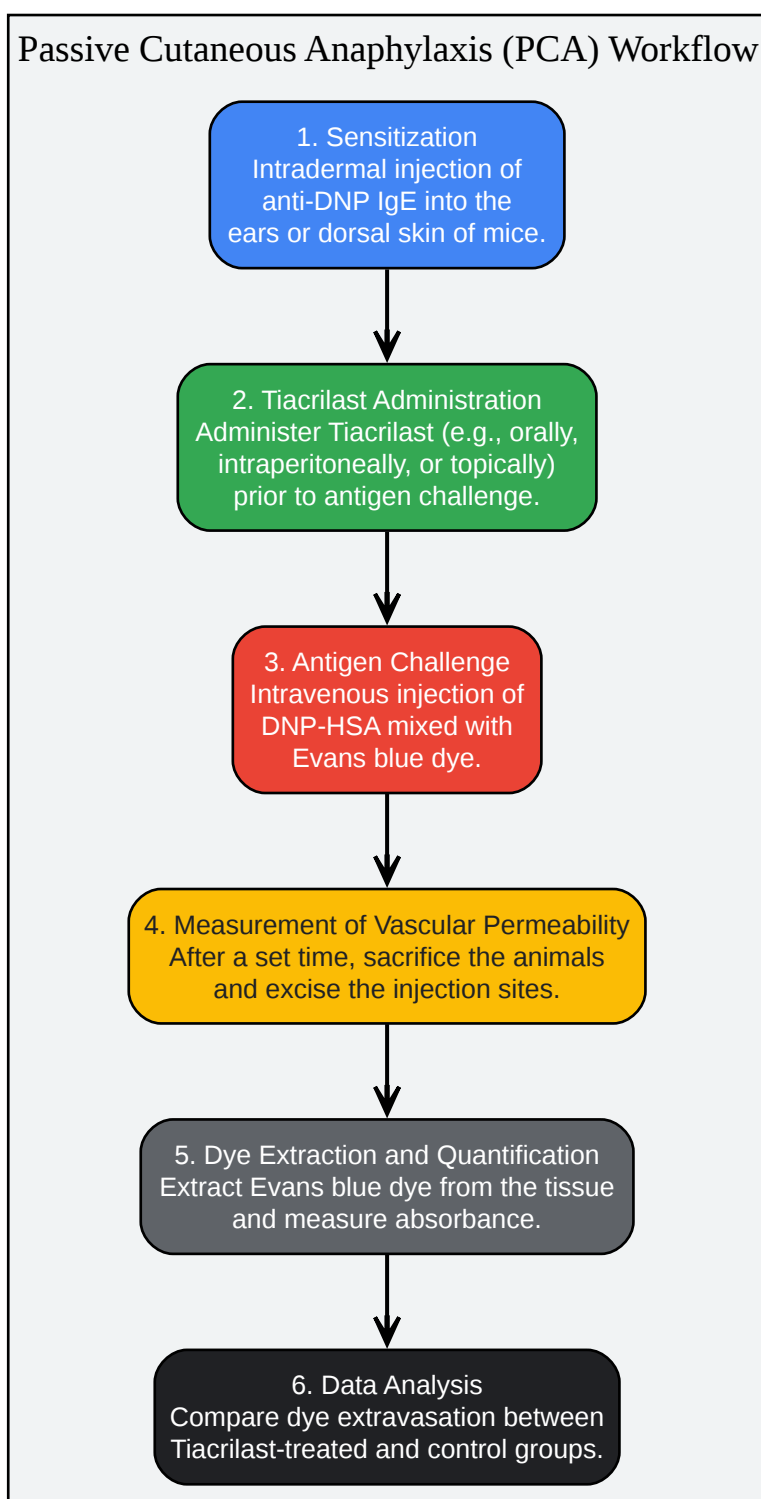 Passive Cutaneous Anaphylaxis (PCA) Workflow
1. Sensitization
Intradermal injection of
anti-DNP IgE into the
ears or dorsal skin of mice.
2. Tiacrilast Administration
Administer Tiacrilast (e.g., orally,
intraperitoneally, or topically)
prior to antigen challenge.
3. Antigen Challenge
Intravenous injection of
DNP-HSA mixed with
Evans blue dye.
4. Measurement of Vascular Permeability
After a set time, sacrifice the animals
and excise the injection sites.
5. Dye Extraction and Quantification
Extract Evans blue dye from the tissue
and measure absorbance.
6. Data Analysis
Compare dye extravasation between
Tiacrilast-treated and control groups.